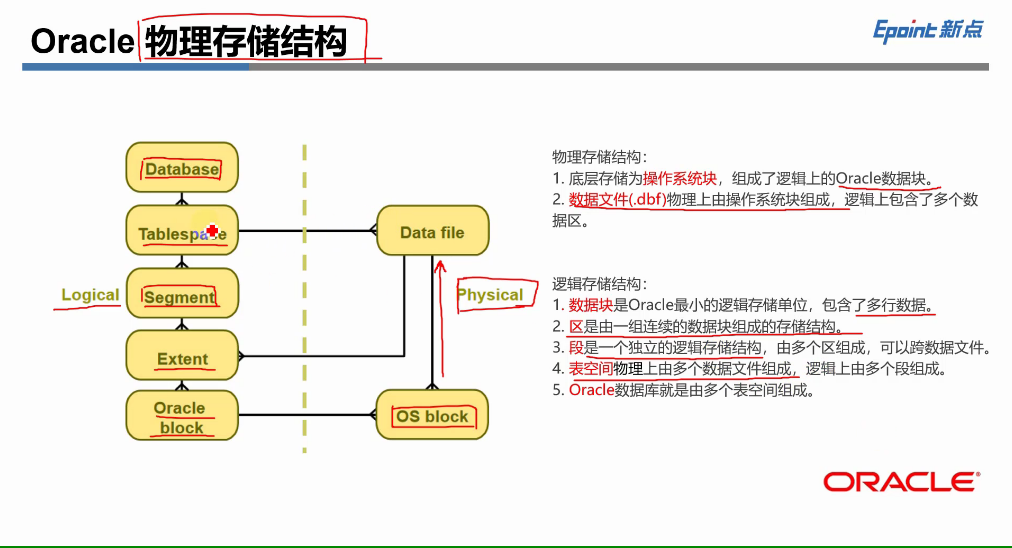 Oracle 物理存储结构
Epoint 新点
Database
Tablespace
Data file
Logical
Segment
Physical
Extent
Oracle
block
OS block
物理存储结构：
1. 底层存储为操作系统块，组成了逻辑上的Oracle数据块。
2. 数据文件(.dbf)物理上由操作系统块组成，逻辑上包含了多个数
据区。
逻辑存储结构：
1. 数据块是Oracle最小的逻辑存储单位，包含了多行数据。
2. 区是由一组连续的数据块组成的存储结构。
3. 段是一个独立的逻辑存储结构，由多个区组成，可以跨数据文件。
4. 表空间物理上由多个数据文件组成，逻辑上由多个段组成。
5. Oracle数据库就是由多个表空间组成。
ORACLE®